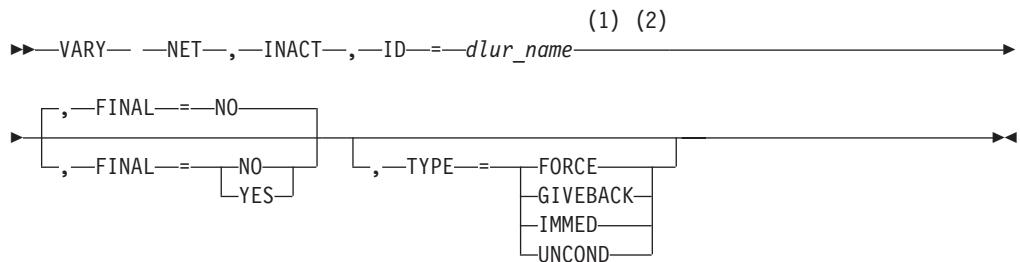 (1) (2)
VARY NET , INACT , ID = dlur_name
, FINAL = NO
, FINAL = NO , TYPE = FORCE
YES GIVEBACK
IMMED
UNCOND